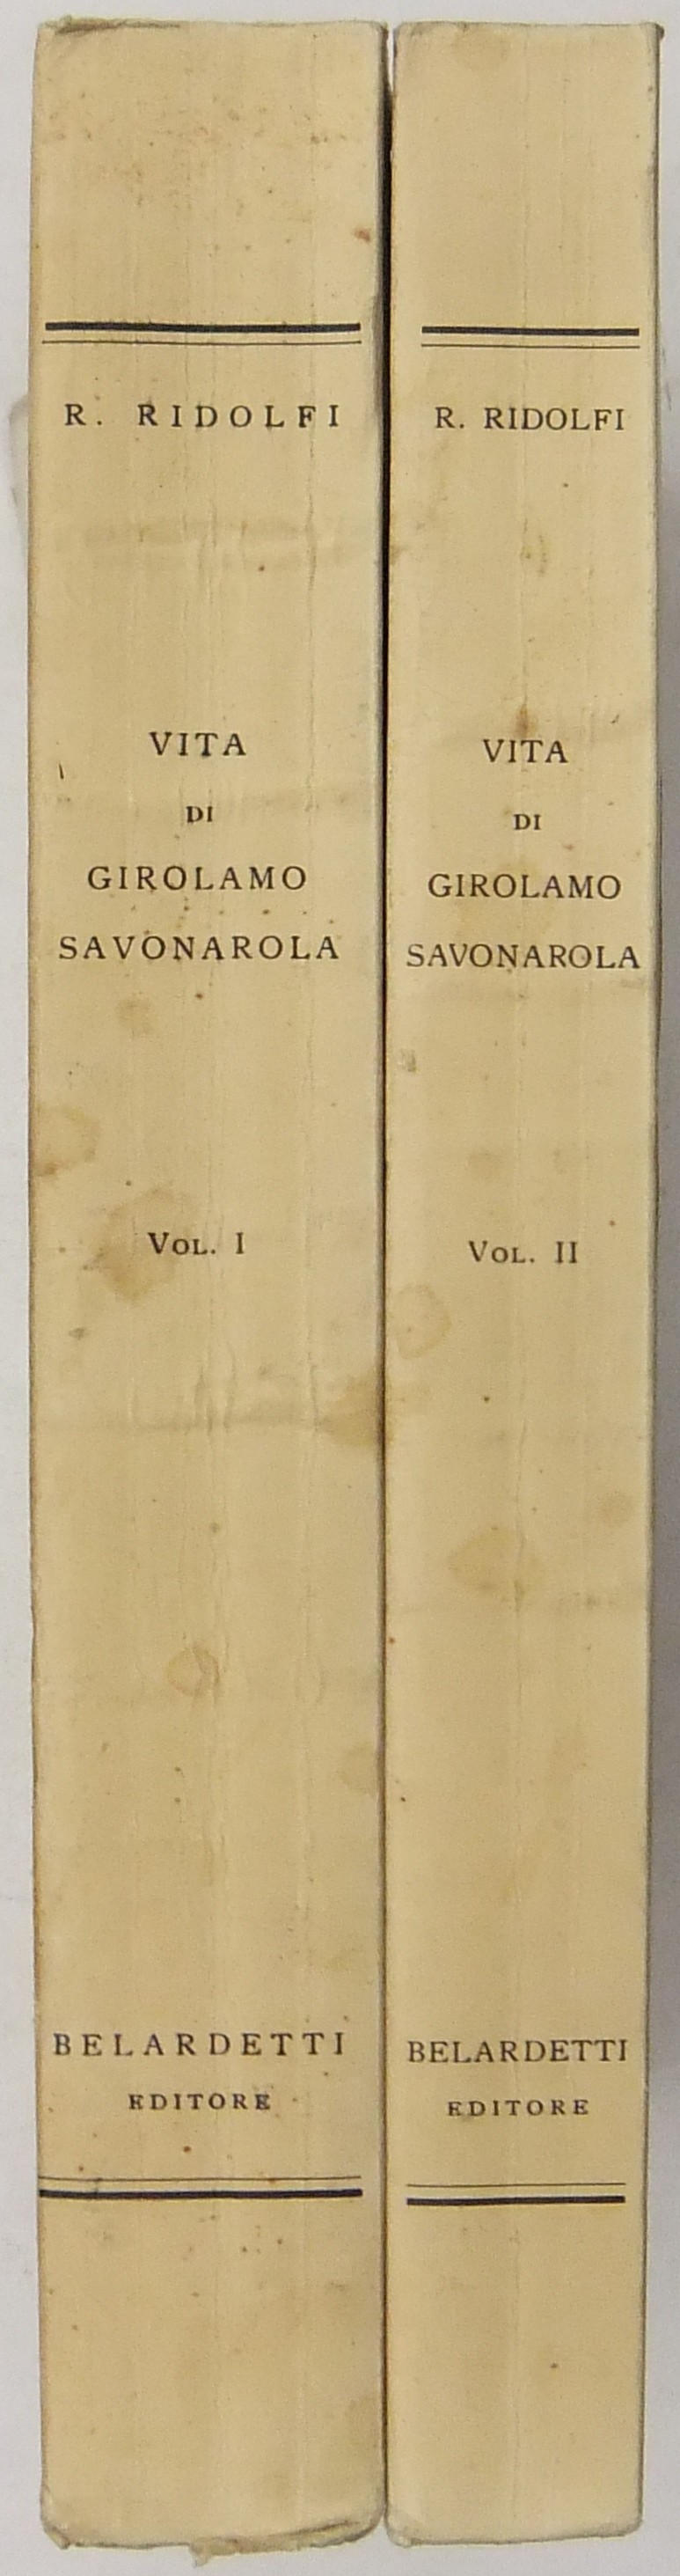 R. RIDOLFI
VITA
DI
GIROLAMO
SAVONAROLA
VOL. I
BELARDETTI
EDITORE
R. RIDOLFI
VITA
DI
GIROLAMO
SAVONAROLA
VOL. II
BELARDETTI
EDITORE